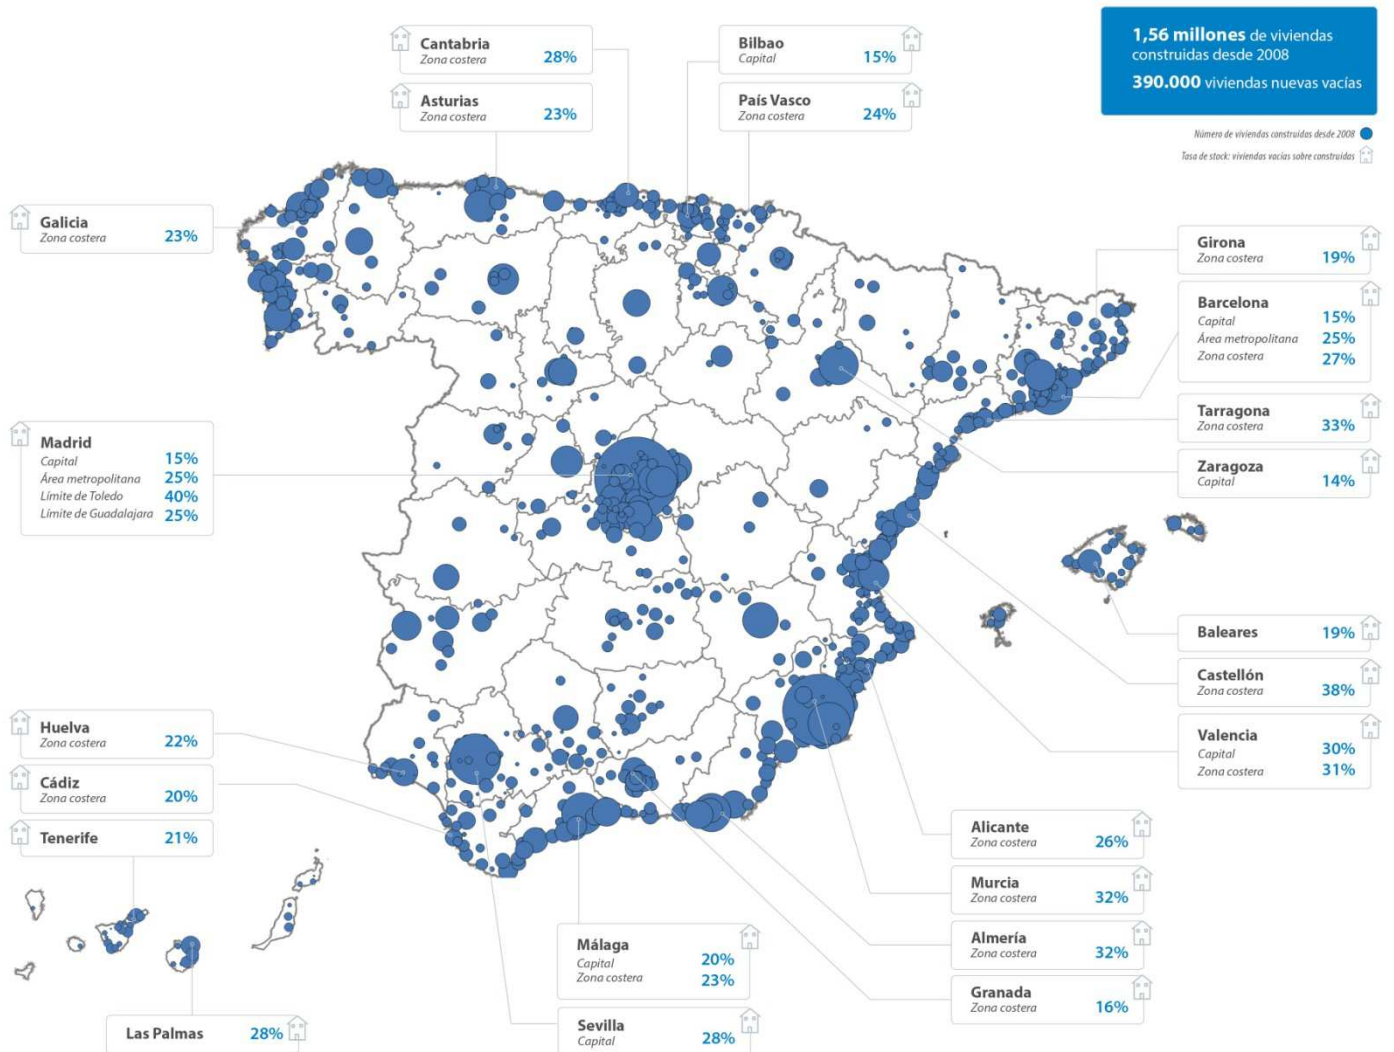 1,56 millones de viviendas
construidas desde 2008
390.000 viviendas nuevas vacías
Número de viviendas construidas desde 2008
Tasa de stock: viviendas vacías sobre construidas
Cantabria
Zona costera 28%
Asturias
Zona costera 23%
Bilbao
Capital 15%
País Vasco
Zona costera 24%
Galicia
Zona costera 23%
Girona
Zona costera 19%
Barcelona
Capital 15%
Área metropolitana 25%
Zona costera 27%
Tarragona
Zona costera 33%
Zaragoza
Capital 14%
Madrid
Capital 15%
Área metropolitana 25%
Límite de Toledo 40%
Límite de Guadalajara 25%
Baleares 19%
Castellón
Zona costera 38%
Valencia
Capital 30%
Zona costera 31%
Huelva
Zona costera 22%
Cádiz
Zona costera 20%
Tenerife 21%
Alicante
Zona costera 26%
Murcia
Zona costera 32%
Almería
Zona costera 32%
Granada
Zona costera 16%
Málaga
Capital 20%
Zona costera 23%
Sevilla
Capital 28%
Las Palmas 28%